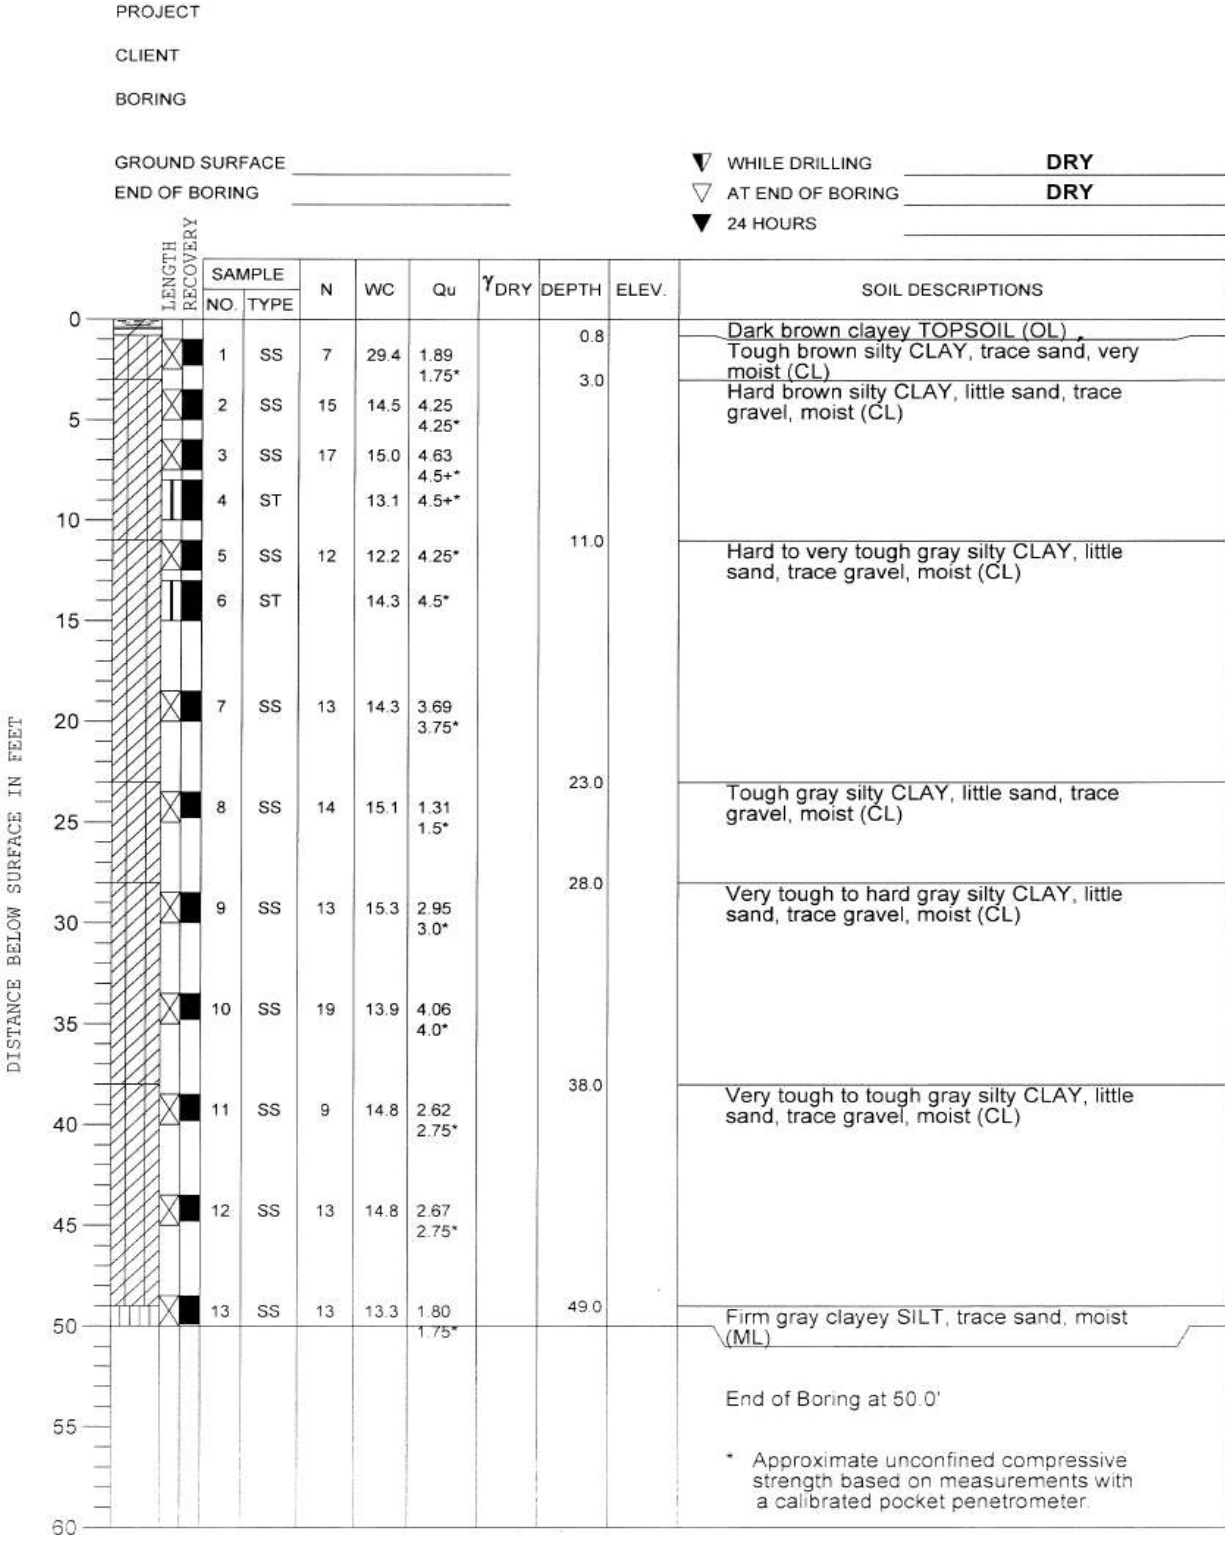 PROJECT
CLIENT
BORING
GROUND SURFACE
END OF BORING
WHILE DRILLING DRY
AT END OF BORING DRY
24 HOURS
LENGTH
RECOVERY
SAMPLE
NO. TYPE
N WC Qu γDRY DEPTH ELEV. SOIL DESCRIPTIONS
0
0.8 Dark brown clayey TOPSOIL (OL)
1 SS 7 29.4 1.89 Tough brown silty CLAY, trace sand, very
1.75* 3.0 moist (CL)
Hard brown silty CLAY, little sand, trace
2 SS 15 14.5 4.25 gravel, moist (CL)
5 4.25*
3 SS 17 15.0 4.63
4.5+*
4 ST 13.1 4.5+*
10
11.0
5 SS 12 12.2 4.25* Hard to very tough gray silty CLAY, little
sand, trace gravel, moist (CL)
6 ST 14.3 4.5*
15
7 SS 13 14.3 3.69
20 3.75*
23.0
Tough gray silty CLAY, little sand, trace
8 SS 14 15.1 1.31 gravel, moist (CL)
25 1.5*
28.0
Very tough to hard gray silty CLAY, little
9 SS 13 15.3 2.95 sand, trace gravel, moist (CL)
30 3.0*
10 SS 19 13.9 4.06
35 4.0*
38.0
Very tough to tough gray silty CLAY, little
11 SS 9 14.8 2.62 sand, trace gravel, moist (CL)
40 2.75*
12 SS 13 14.8 2.67
45 2.75*
49.0
13 SS 13 13.3 1.80 Firm gray clayey SILT, trace sand, moist
50 1.75* (ML)
End of Boring at 50.0'
55
* Approximate unconfined compressive
strength based on measurements with
a calibrated pocket penetrometer.
60
DISTANCE BELOW SURFACE IN FEET